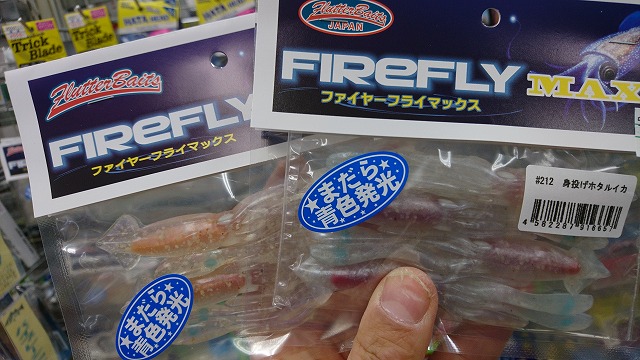 Trick
Blade
FlutterBaits
FIREFLY
ファイヤーフライマックス
まだら
青色発光
FlutterBaits
JAPAN
FIREFLY MAX
ファイヤーフライマックス
まだら
青色発光
#212 身投げホタルイカ
4582287916657